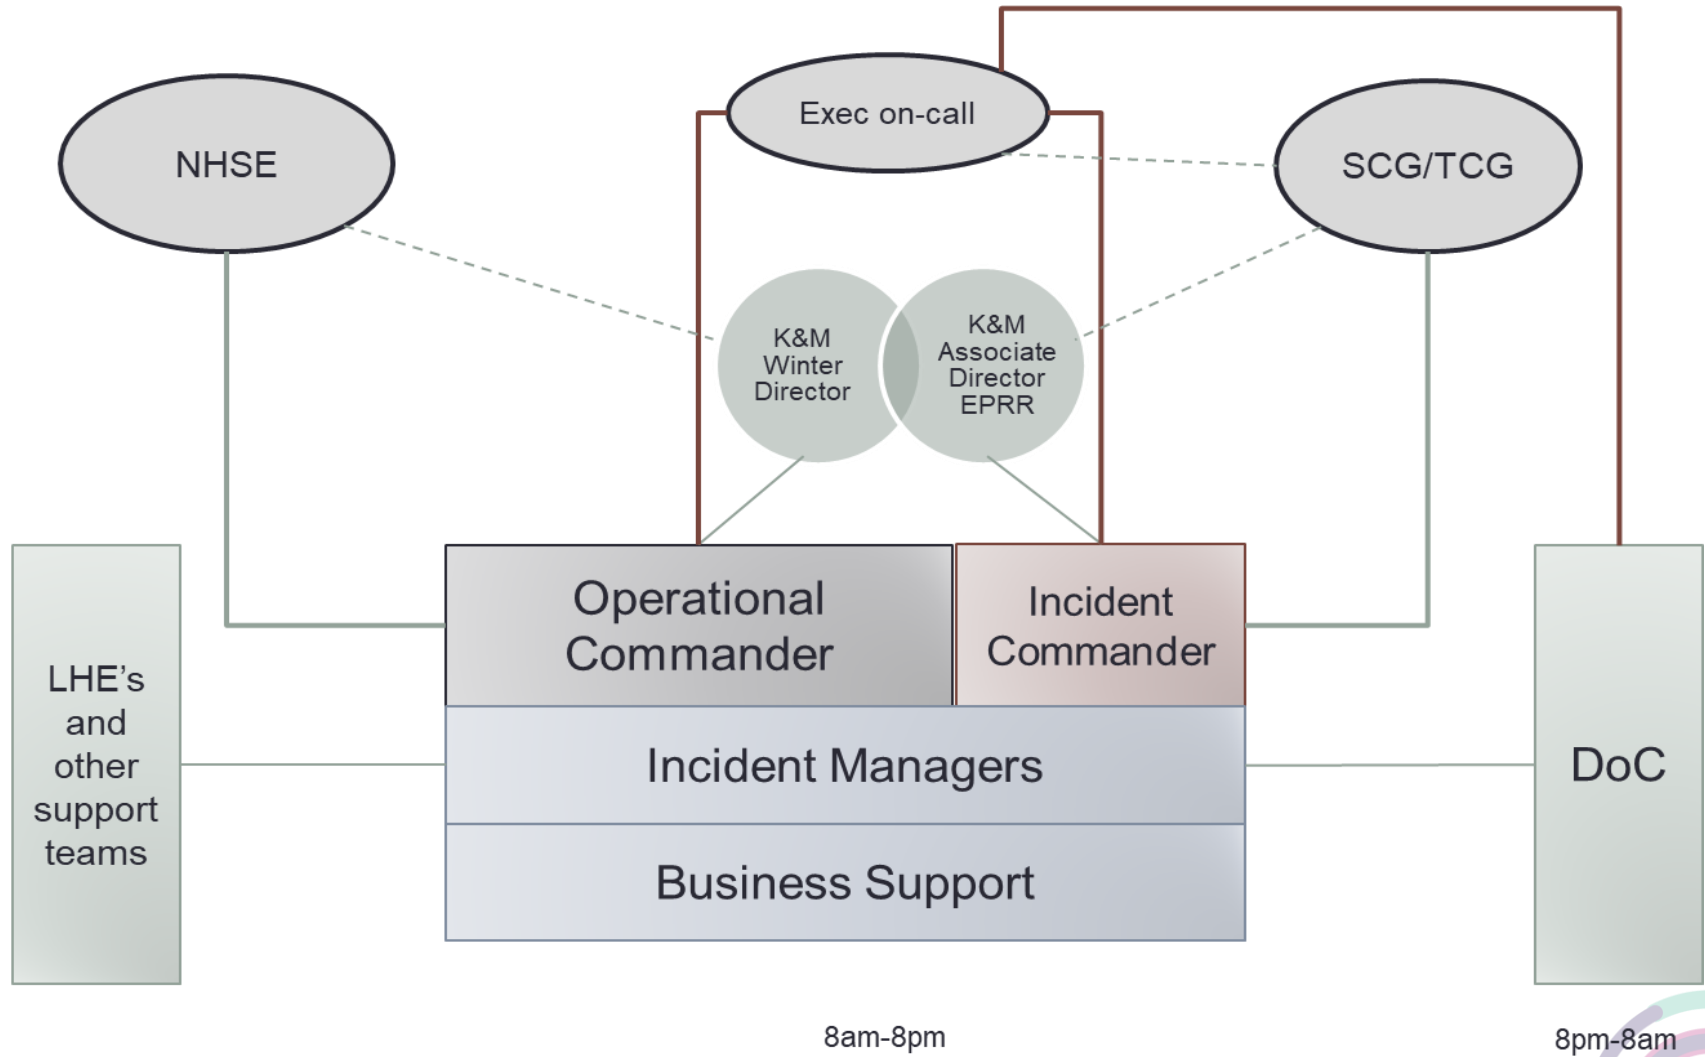 Exec on-call
NHSE
SCG/TCG
K&M
Winter
Director
K&M
Associate
Director
EPRR
Operational
Commander
Incident
Commander
LHE's
and
other
support
teams
Incident Managers
DoC
Business Support
8am-8pm
8pm-8am